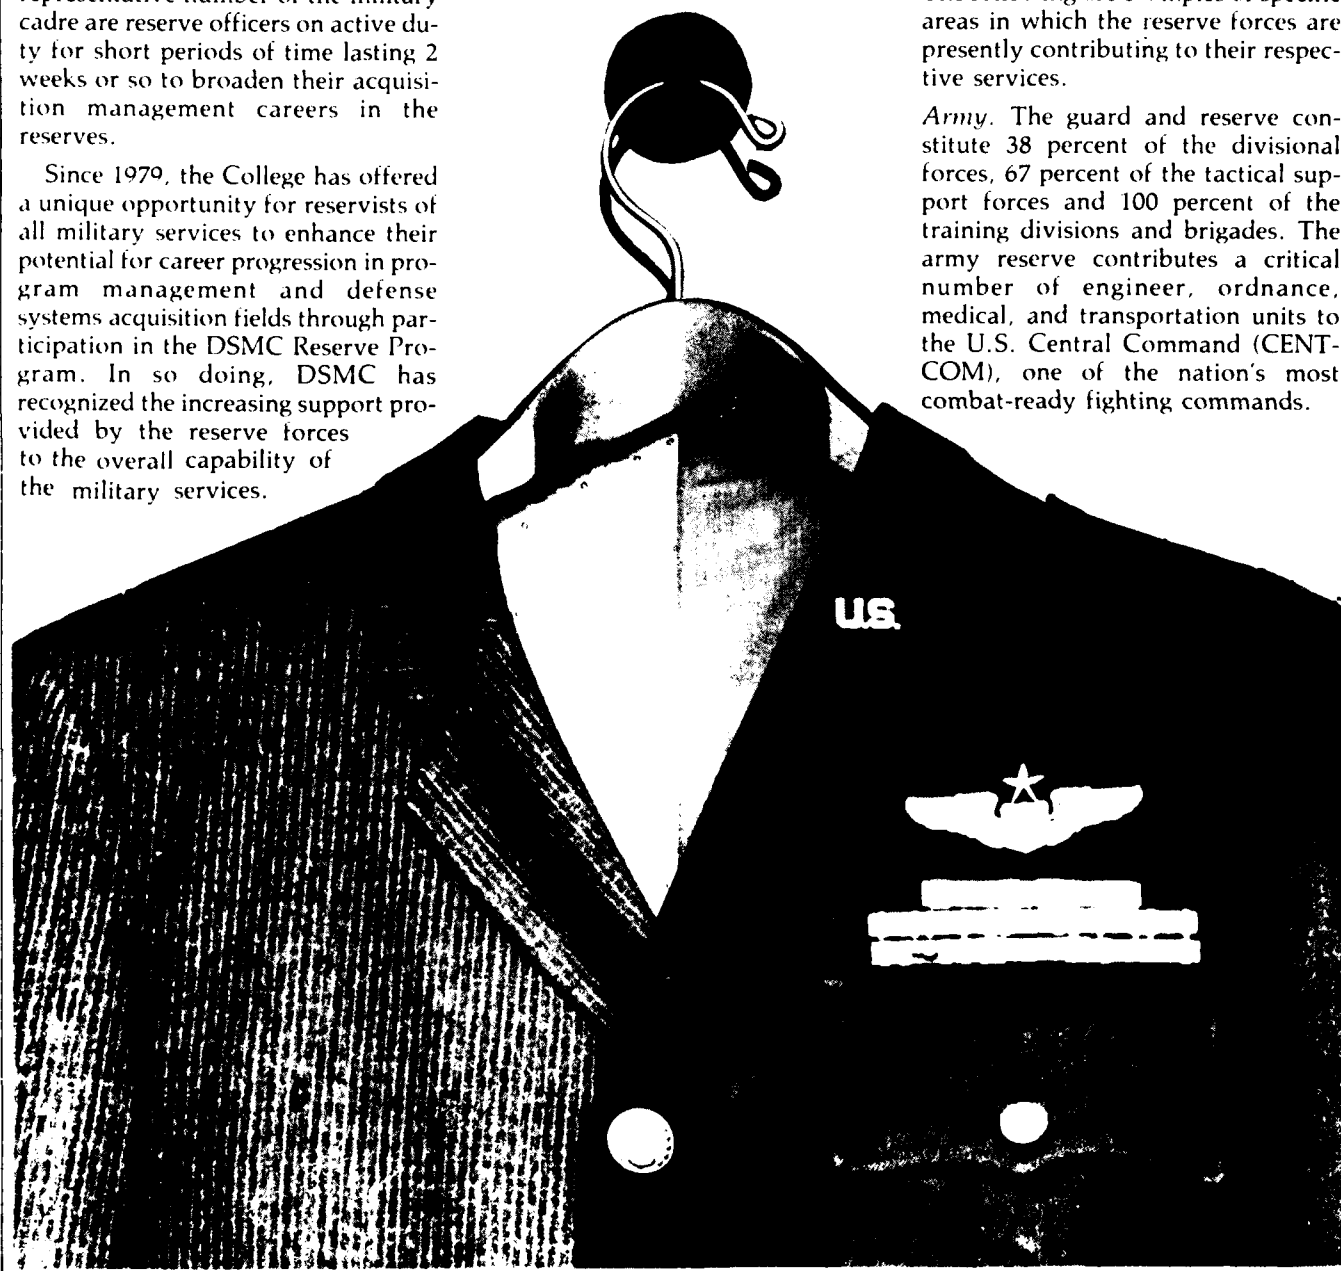 representative number of the military
cadre are reserve officers on active du-
ty for short periods of time lasting 2
weeks or so to broaden their acquisi-
tion management careers in the
reserves.
Since 1979, the College has offered
a unique opportunity for reservists of
all military services to enhance their
potential for career progression in pro-
gram management and defense
systems acquisition fields through par-
ticipation in the DSMC Reserve Pro-
gram. In so doing, DSMC has
recognized the increasing support pro-
vided by the reserve forces
to the overall capability of
the military services.
areas in which the reserve forces are
presently contributing to their respec-
tive services.
Army. The guard and reserve con-
stitute 38 percent of the divisional
forces, 67 percent of the tactical sup-
port forces and 100 percent of the
training divisions and brigades. The
army reserve contributes a critical
number of engineer, ordnance,
medical, and transportation units to
the U.S. Central Command (CENT-
COM), one of the nation's most
combat-ready fighting commands.
U.S.